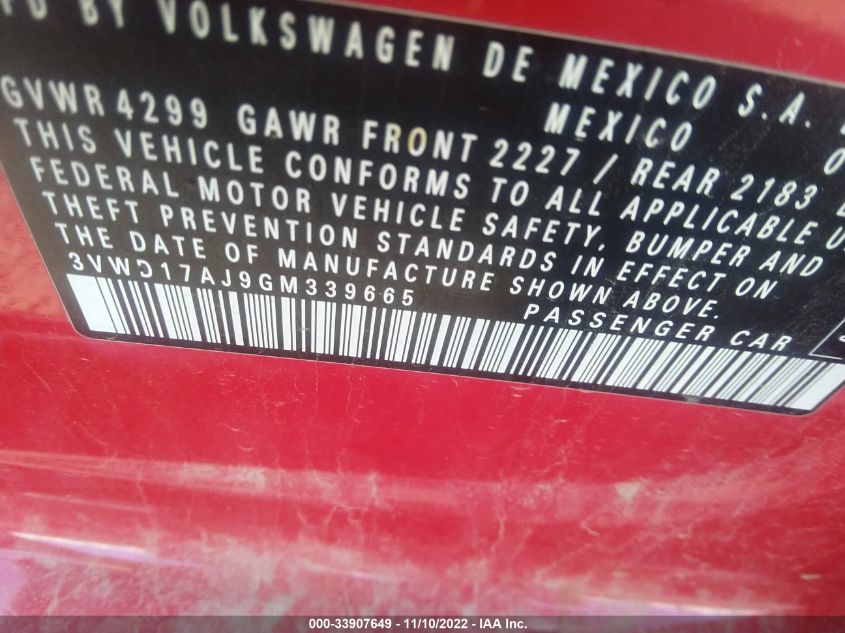 FD BY VOLKSWAGEN DE MEXICO S.A.
MEXICO
GVWR 4299 GAWR FRONT 2227 / REAR 2183
THIS VEHICLE CONFORMS TO ALL APPLICABLE
FEDERAL MOTOR VEHICLE SAFETY, BUMPER AND
THEFT PREVENTION STANDARDS IN EFFECT ON
THE DATE OF MANUFACTURE SHOWN ABOVE.
3VWD17AJ9GM339665 PASSENGER CAR
000-33907649 - 11/10/2022 - IAA Inc.